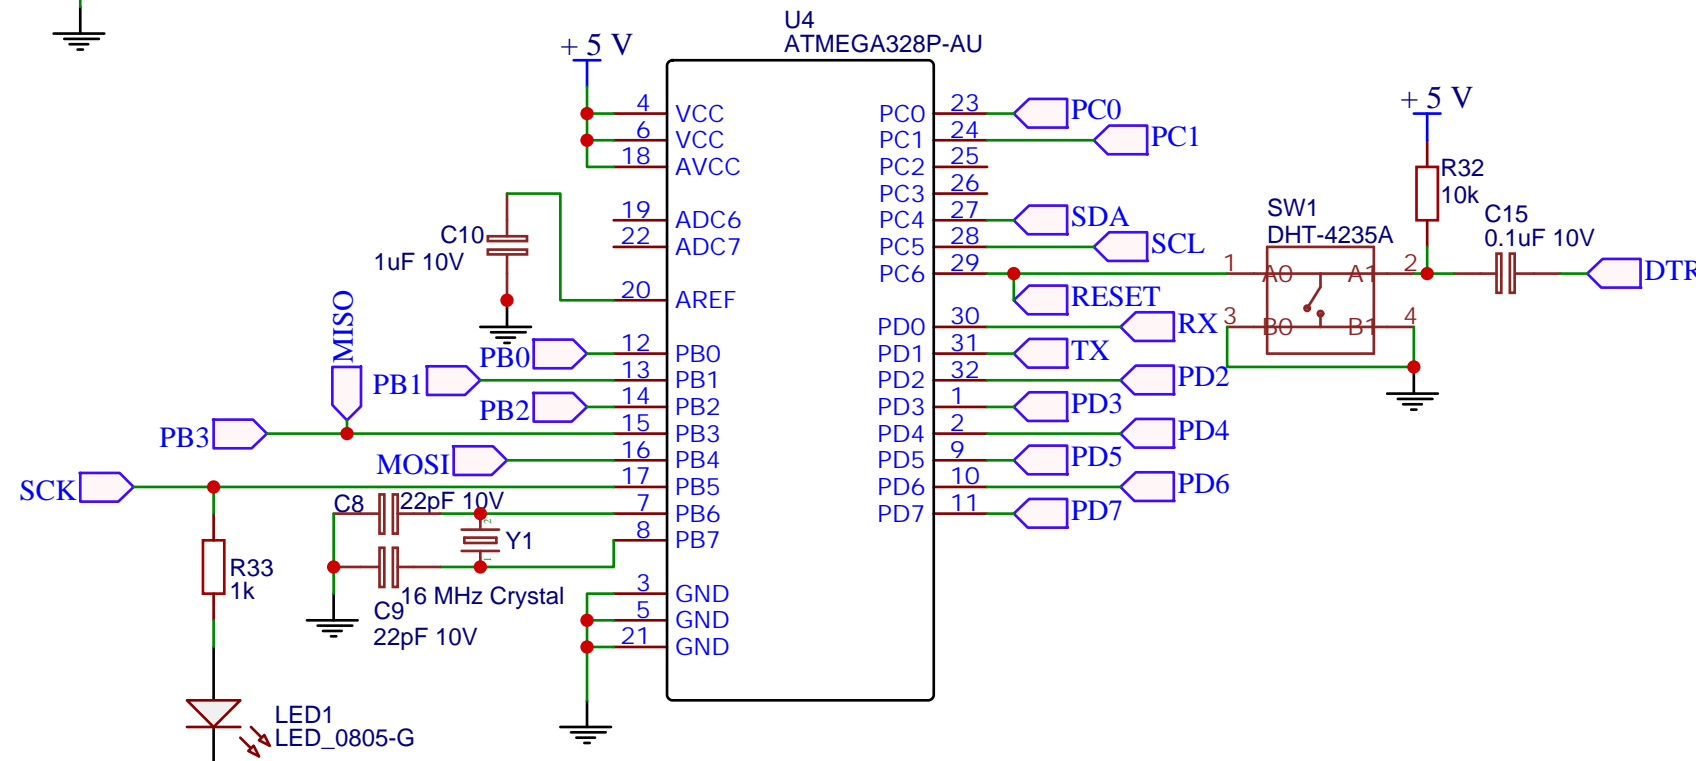 U4
ATMEGA328P-AU
+ 5 V
4 VCC
6 VCC
18 AVCC
19 ADC6
22 ADC7
20 AREF
12 PB0
13 PB1
14 PB2
15 PB3
16 PB4
17 PB5
7 PB6
8 PB7
3 GND
5 GND
21 GND
PC0 23
PC1 24
PC2 25
PC3 26
PC4 27
PC5 28
PC6 29
PD0 30
PD1 31
PD2 32
PD3 1
PD4 2
PD5 9
PD6 10
PD7 11
C10
1uF 10V
MISO
PB0
PB1
PB2
PB3
MOSI
SCK
C8
22pF 10V
2
Y1
1
16 MHz Crystal
C9
22pF 10V
R33
1k
LED1
LED_0805-G
PC0
PC1
SDA
SCL
RESET
RX
TX
PD2
PD3
PD4
PD5
PD6
PD7
+ 5 V
R32
10k
SW1
DHT-4235A
1 A0 A1 2
3 B0 B1 4
C15
0.1uF 10V
DTR